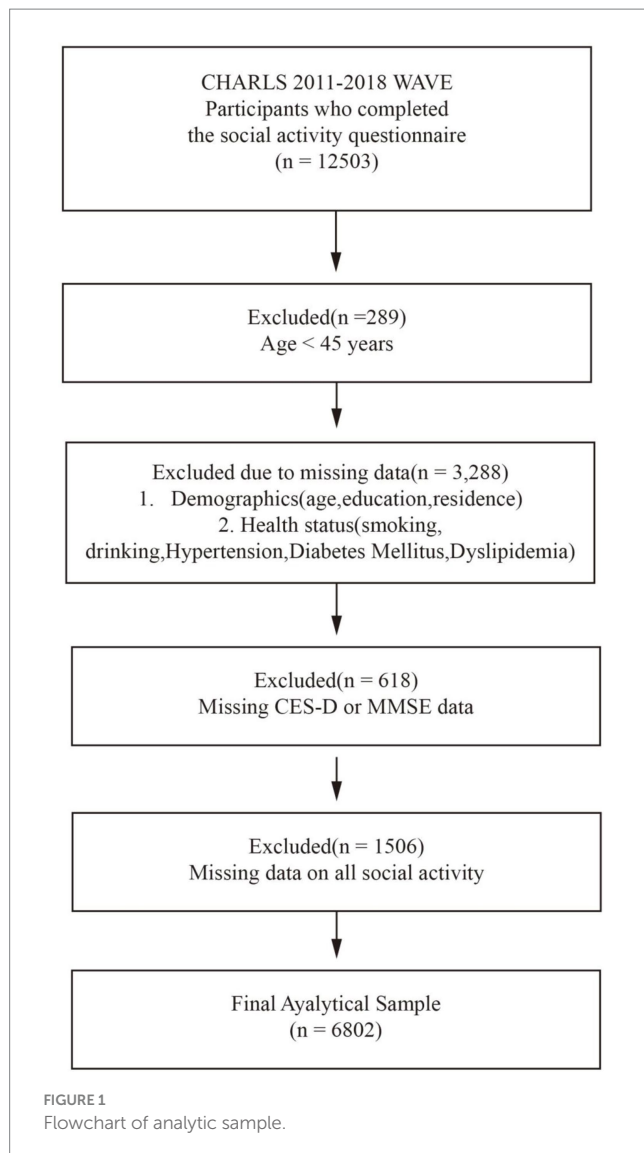 CHARLS 2011-2018 WAVE
Participants who completed
the social activity questionnaire
(n = 12503)
Excluded(n =289)
Age < 45 years
Excluded due to missing data(n = 3,288)
1. Demographics(age,education,residence)
2. Health status(smoking,
drinking,Hypertension,Diabetes Mellitus,Dyslipidemia)
Excluded(n = 618)
Missing CES-D or MMSE data
Excluded(n = 1506)
Missing data on all social activity
Final Ayalytical Sample
(n = 6802)
FIGURE 1
Flowchart of analytic sample.